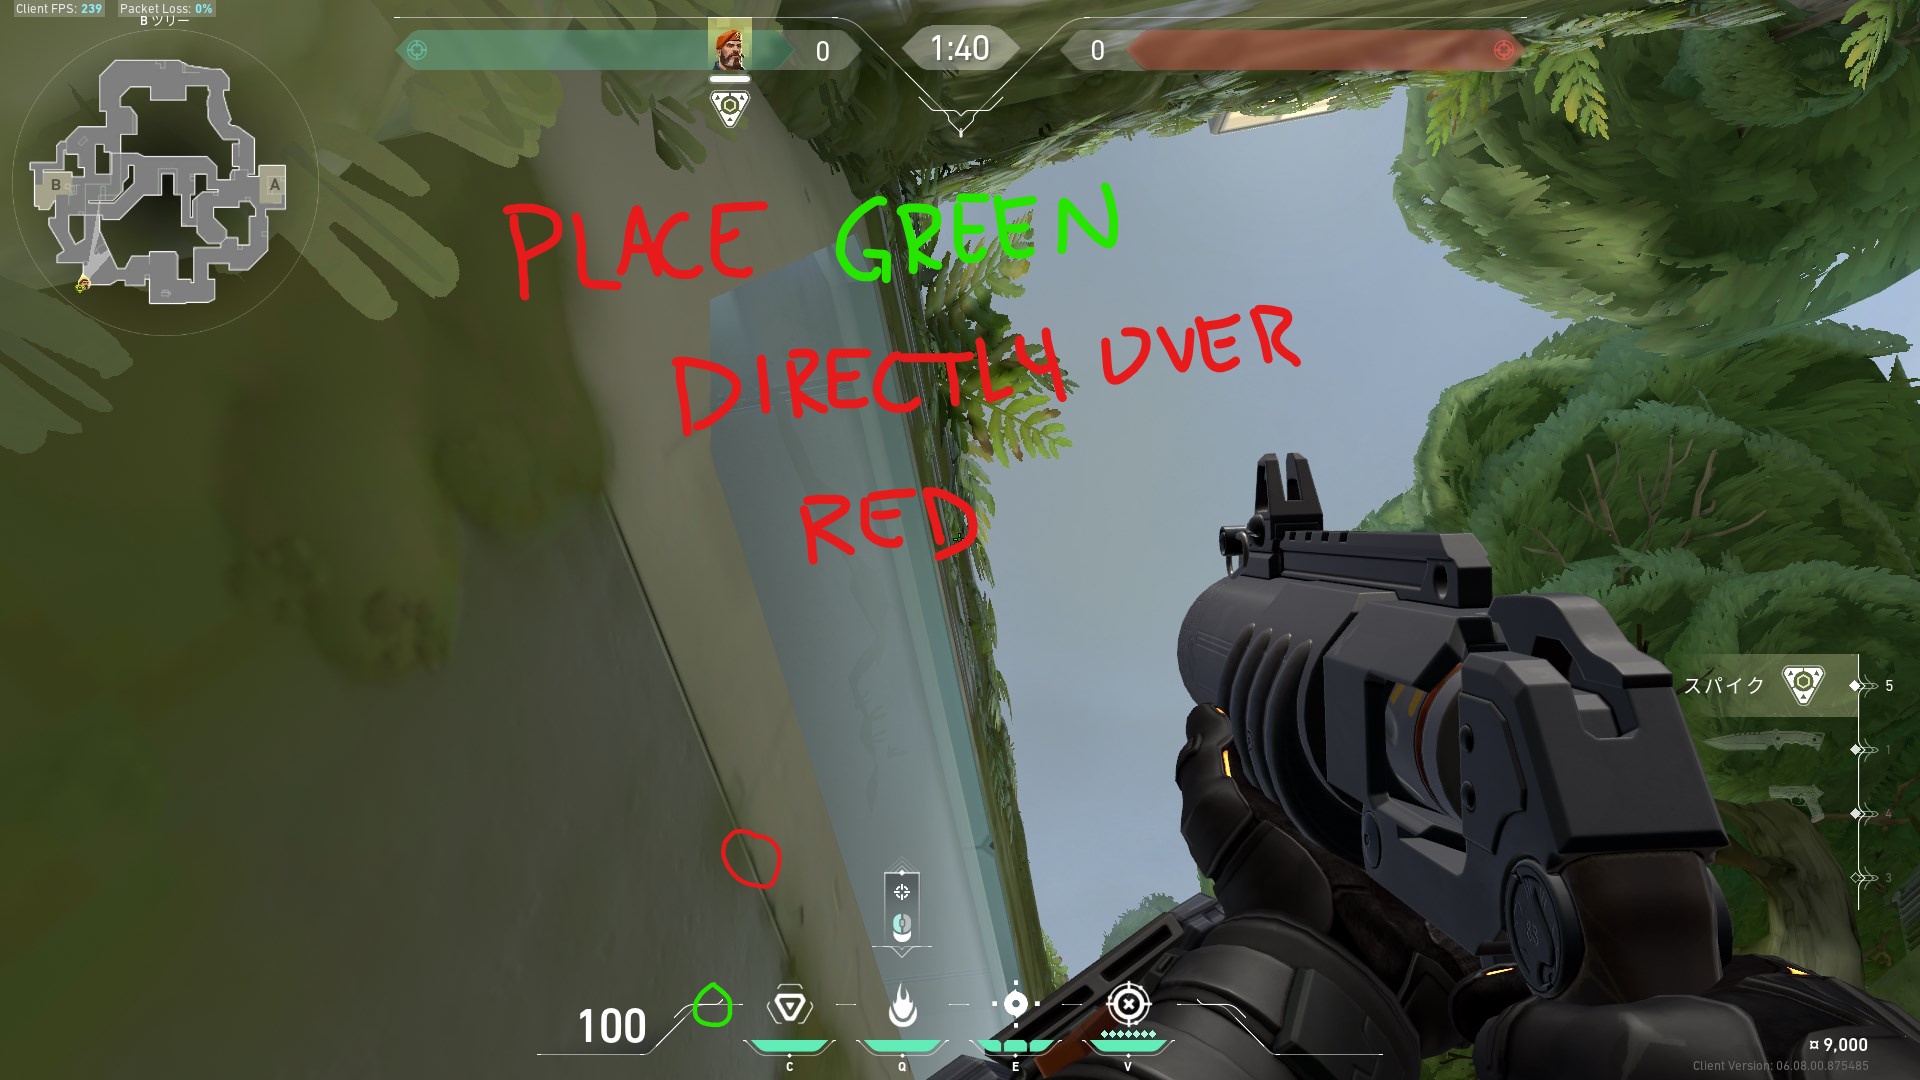 Client FPS: 239 Packet Loss: 0%
B ツリー
0 1:40 0
B A
PLACE GREEN
DIRECTLY OVER
RED
スパイク 5
1
4
3
100
C Q E V
¤ 9,000
Client Version: 06.08.00.875485